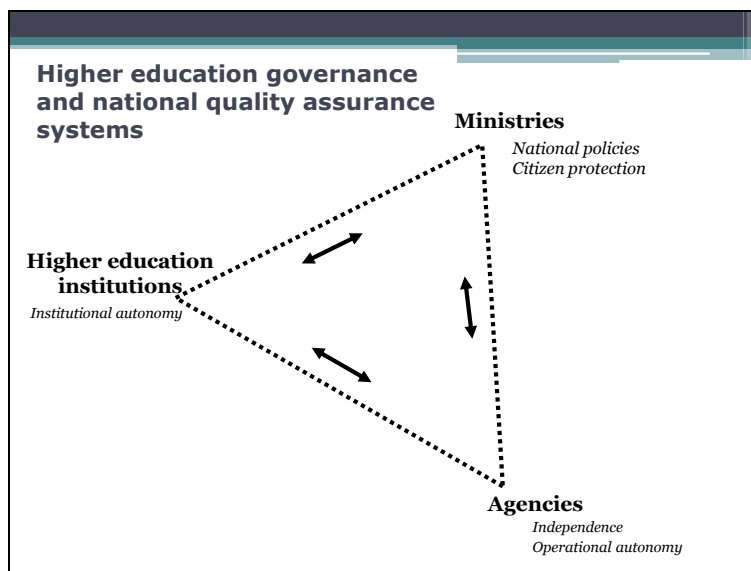 Higher education governance
and national quality assurance
systems
Ministries
National policies
Citizen protection
Higher education
institutions
Institutional autonomy
Agencies
Independence
Operational autonomy